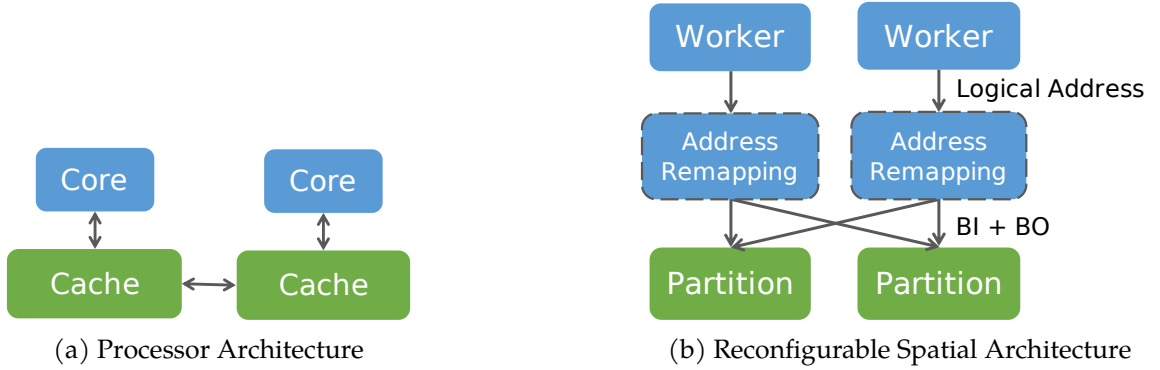 Core
Core
Cache
Cache
(a) Processor Architecture
Worker
Worker
Logical Address
Address
Remapping
Address
Remapping
BI + BO
Partition
Partition
(b) Reconfigurable Spatial Architecture